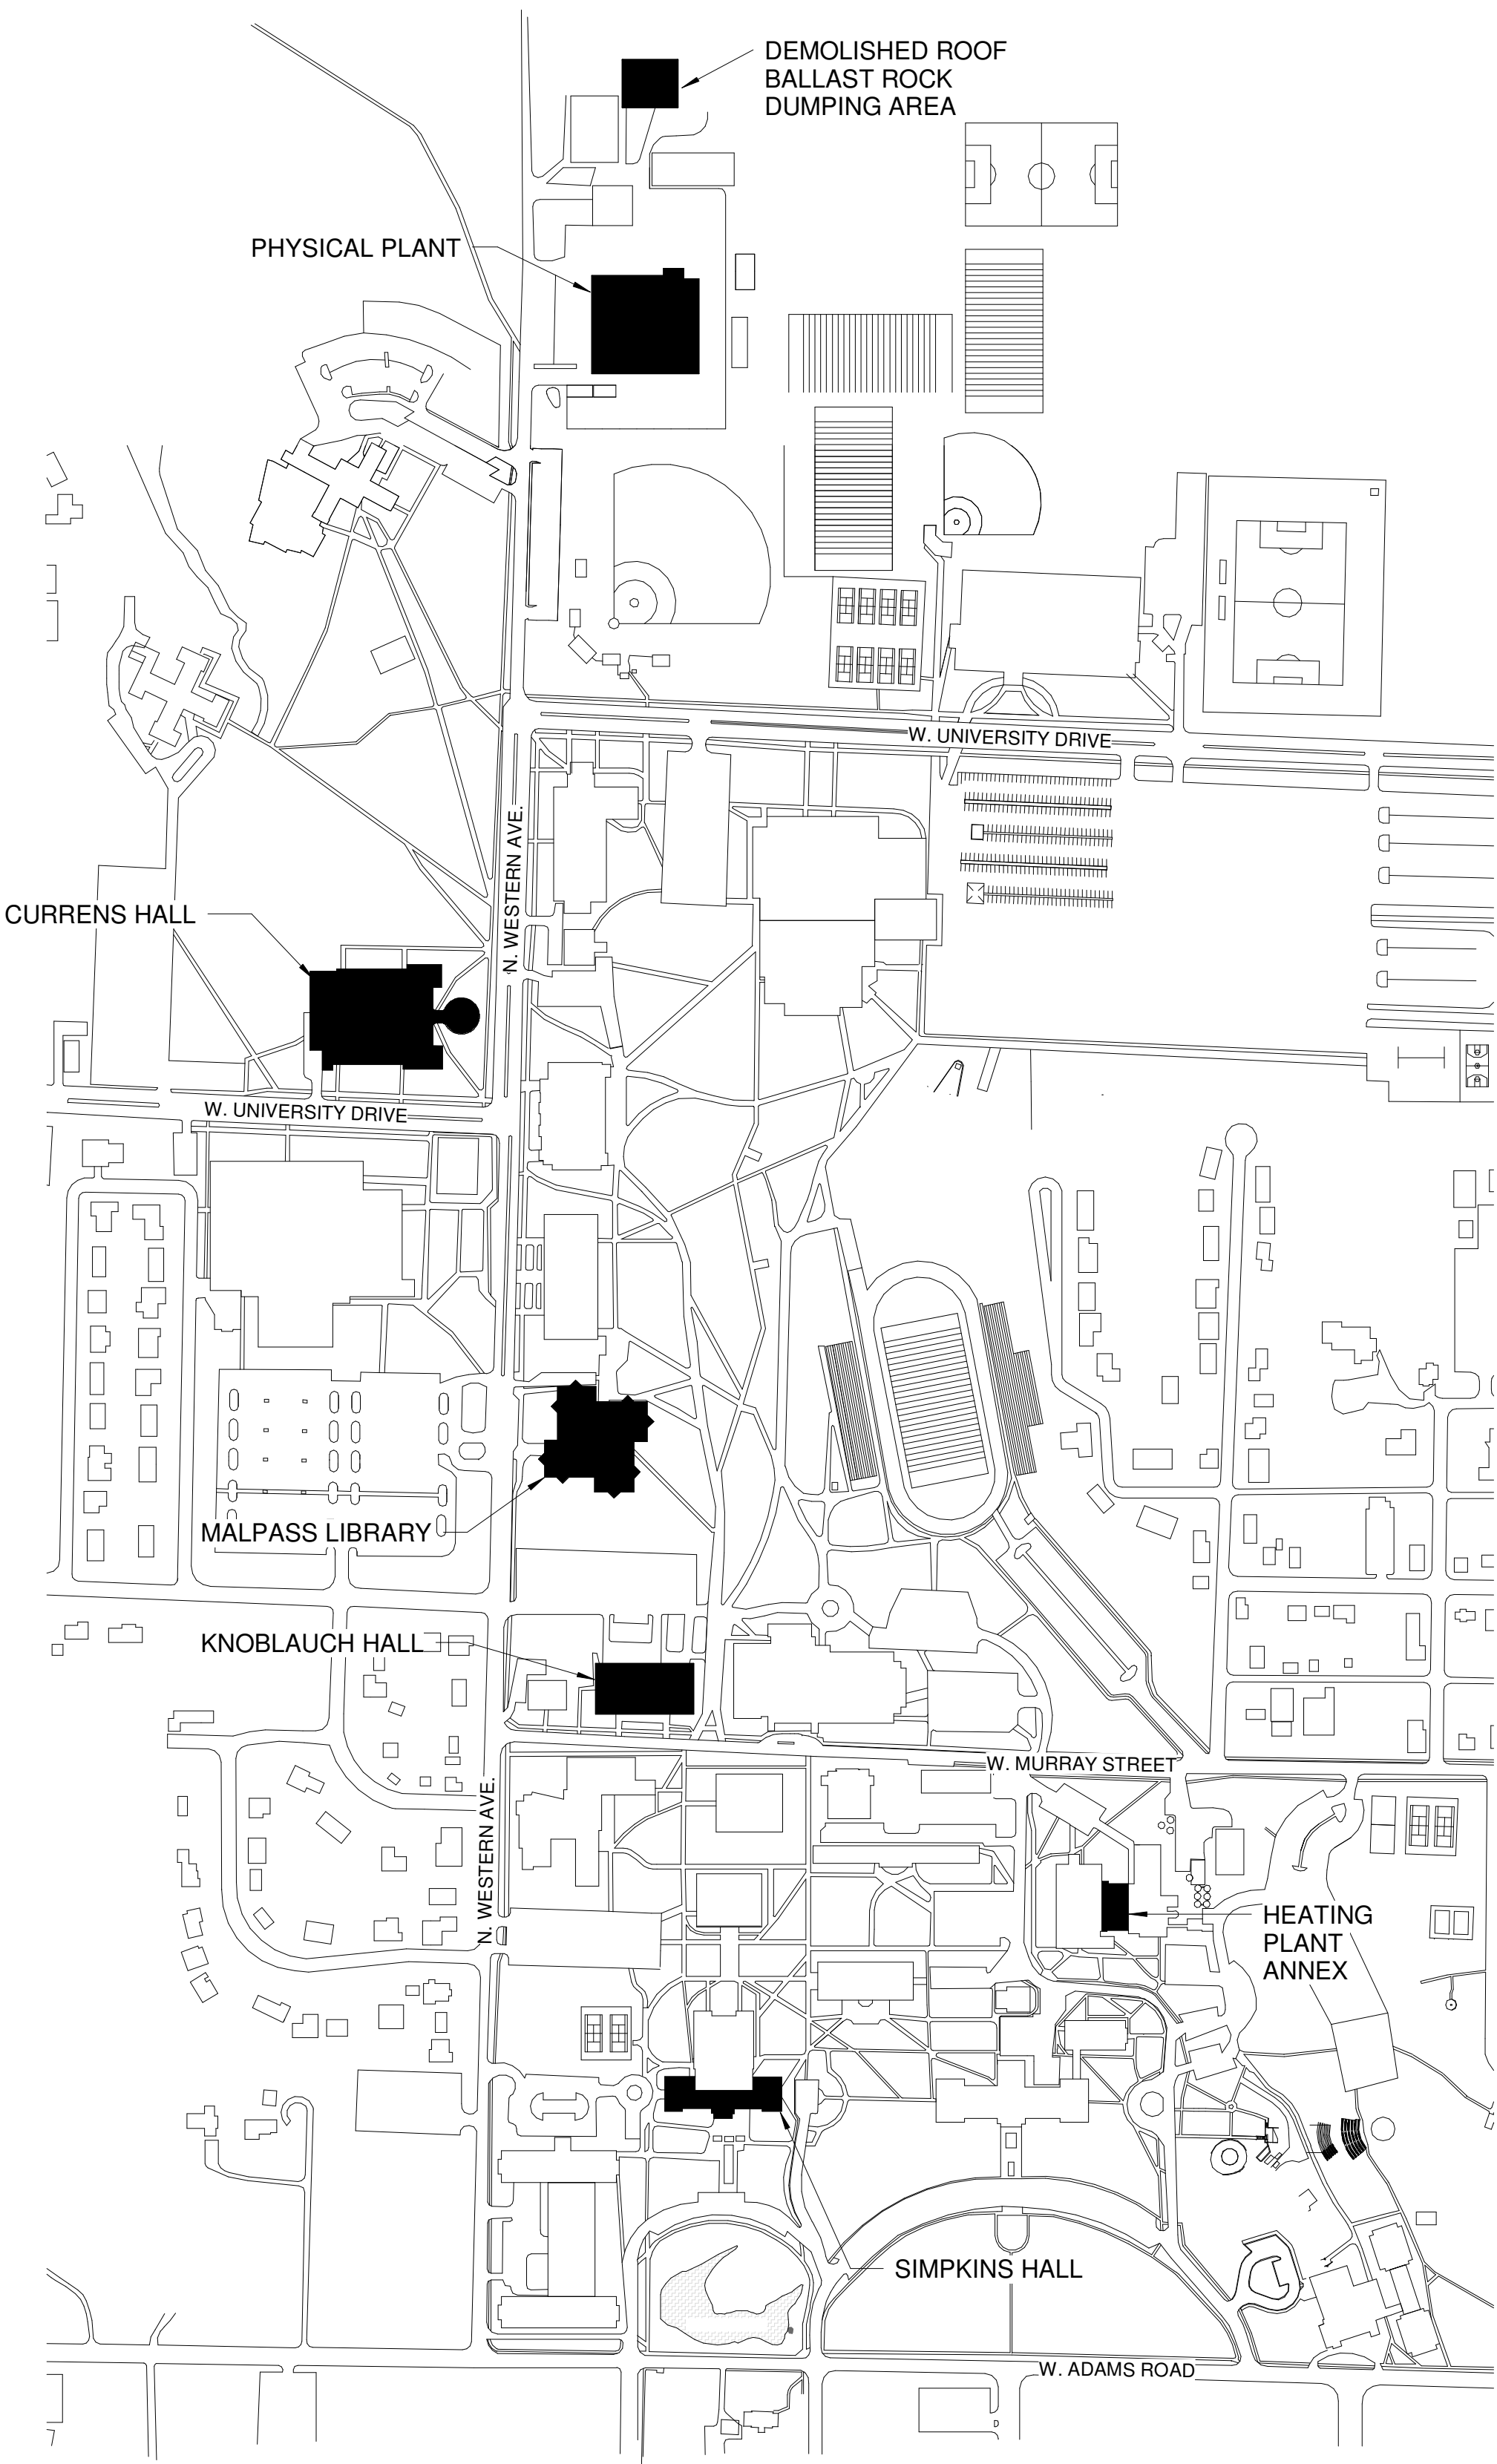 DEMOLISHED ROOF
BALLAST ROCK
DUMPING AREA
PHYSICAL PLANT
W. UNIVERSITY DRIVE
N. WESTERN AVE.
CURRENS HALL
W. UNIVERSITY DRIVE
MALPASS LIBRARY
KNOBLAUCH HALL
W. MURRAY STREET
N. WESTERN AVE.
HEATING
PLANT
ANNEX
SIMPKINS HALL
W. ADAMS ROAD